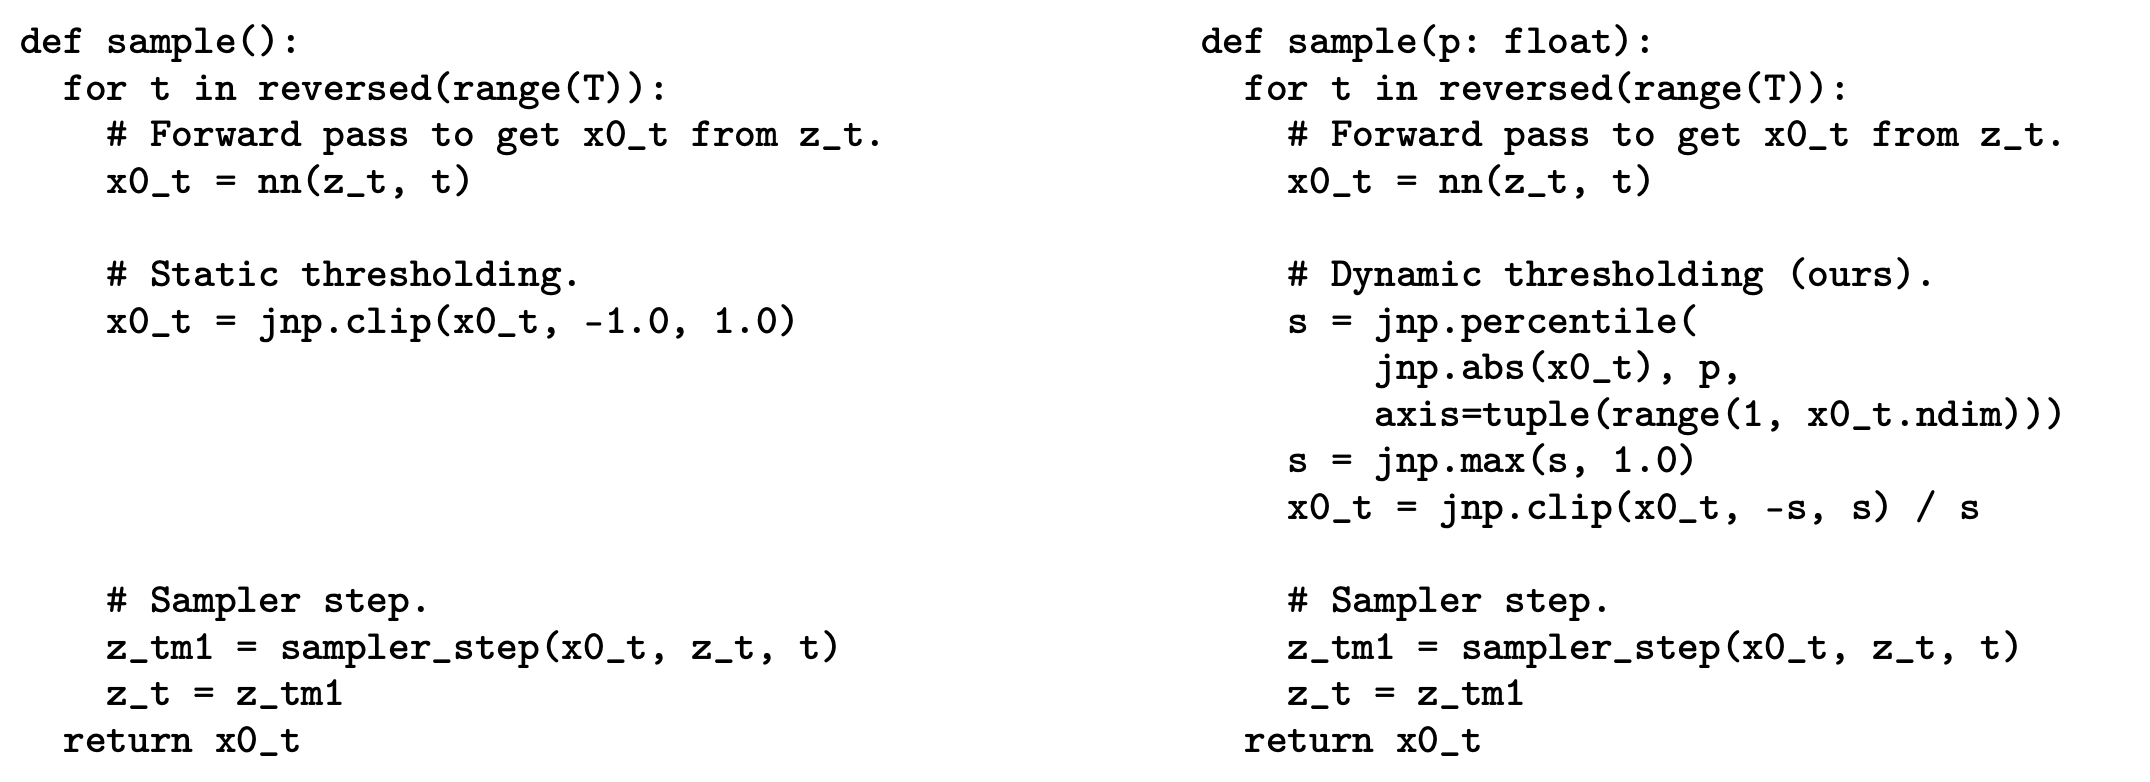 def sample():
  for t in reversed(range(T)):
    # Forward pass to get x0_t from z_t.
    x0_t = nn(z_t, t)

    # Static thresholding.
    x0_t = jnp.clip(x0_t, -1.0, 1.0)

    # Sampler step.
    z_tm1 = sampler_step(x0_t, z_t, t)
    z_t = z_tm1
  return x0_t

def sample(p: float):
  for t in reversed(range(T)):
    # Forward pass to get x0_t from z_t.
    x0_t = nn(z_t, t)

    # Dynamic thresholding (ours).
    s = jnp.percentile(
        jnp.abs(x0_t), p,
        axis=tuple(range(1, x0_t.ndim)))
    s = jnp.max(s, 1.0)
    x0_t = jnp.clip(x0_t, -s, s) / s

    # Sampler step.
    z_tm1 = sampler_step(x0_t, z_t, t)
    z_t = z_tm1
  return x0_t